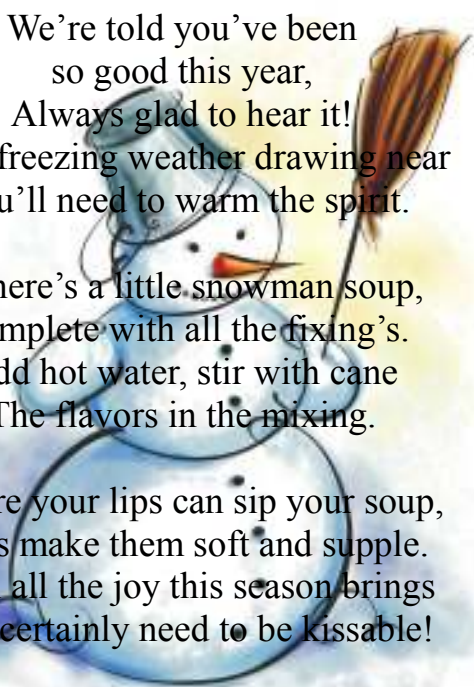 We’re told you’ve been
so good this year,
Always glad to hear it!
freezing weather drawing near
need to warm the spirit.
a little snowman soup,
with all the fixing’s.
hot water, stir with cane
The flavors in the mixing.
your lips can sip your soup,
make them soft and supple.
all the joy this season brings
certainly need to be kissable!